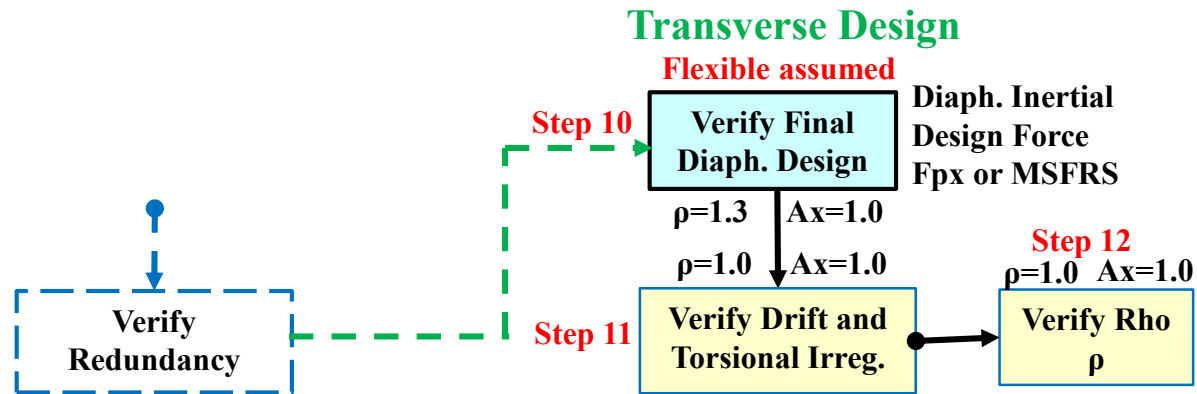 Transverse Design
Flexible assumed
Step 10
Verify Final
Diaph. Design
Diaph. Inertial
Design Force
Fpx or MSFRS
ρ=1.3 Ax=1.0
ρ=1.0 Ax=1.0
Step 12
ρ=1.0 Ax=1.0
Verify
Redundancy
Step 11
Verify Drift and
Torsional Irreg.
Verify Rho
ρ